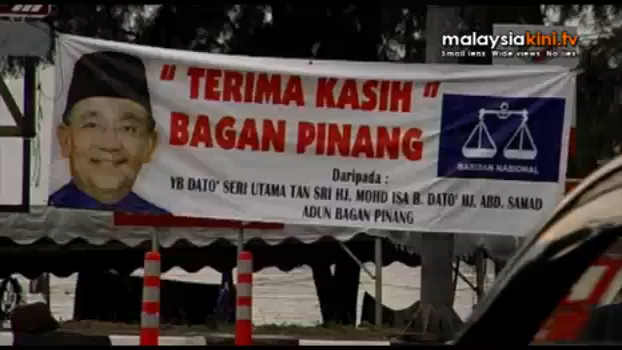 malaysiakini.tv
Small lens Wide views No lies
" TERIMA KASIH "
BAGAN PINANG
Daripada :
YB DATO' SERI UTAMA TAN SRI HJ. MOHD ISA B. DATO' HJ. ABD. SAMAD
ADUN BAGAN PINANG
BARISAN NASIONAL